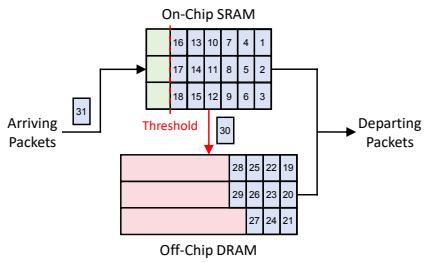 On-Chip SRAM
16 13 10 7 4 1
17 14 11 8 5 2
18 15 12 9 6 3
31
Arriving
Packets
Threshold
30
Departing
Packets
28 25 22 19
29 26 23 20
27 24 21
Off-Chip DRAM